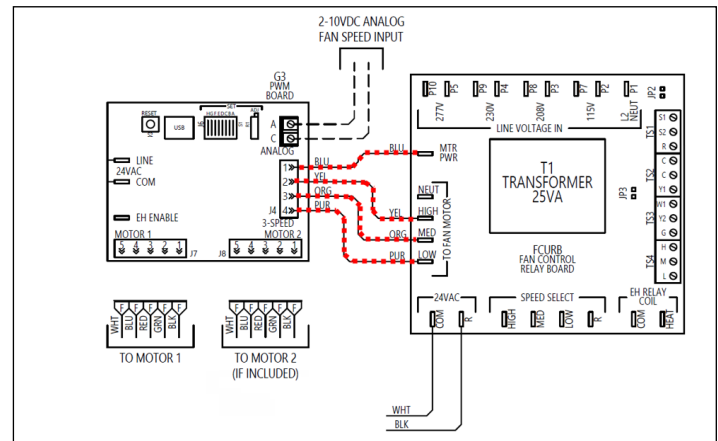 2-10VDC ANALOG
FAN SPEED INPUT
G3
PWM
BOARD
RESET
S2
USB
SET
HGFEDCBA
S1
ADJ
A
C
ANALOG
LINE
24VAC
COM
EH ENABLE
1
2
3
4
J4
3-SPEED
MOTOR 1
5 4 3 2 1
J7
MOTOR 2
5 4 3 2 1
J8
BLU
YEL
ORG
PUR
BLU
YEL
ORG
PUR
P10
P5
P9
P4
P8
P3
P7
P2
P1
277V
230V
208V
115V
L2
NEUT
LINE VOLTAGE IN
JP2
MTR
PWR
NEUT
HIGH
MED
LOW
TO FAN MOTOR
T1
TRANSFORMER
25VA
JP3
FCURB
FAN CONTROL
RELAY BOARD
S1
S2
R
TS1
C
C
Y1
TS2
W1
Y2
G
TS3
H
M
L
TS4
24VAC
COM
R
SPEED SELECT
HIGH
MED
LOW
R
EH RELAY
COIL
COM
HEAT
F F F F F
WHT
BLU
RED
GRN
BLK
TO MOTOR 1
F F F F F
WHT
BLU
RED
GRN
BLK
TO MOTOR 2
(IF INCLUDED)
WHT
BLK